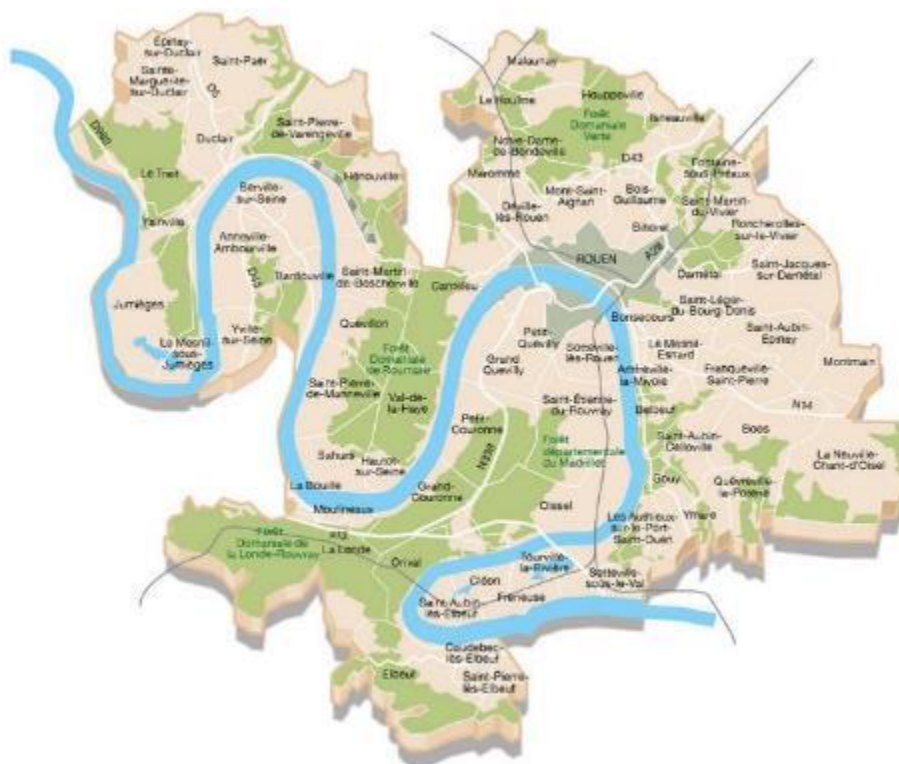 Épinay-
sur-Duclair
Saint-Paër
Sainte-
Marguerite-
sur-Duclair
D5
D982
Duclair
Saint-Pierre-
de-Varengeville
Le Trait
Hénouville
Yainville
Berville-
sur-Seine
Anneville-
Ambourville
D45
Bardouville
Saint-Martin-
de-Boscherville
Jumièges
Le Mesnil-
sous-
Jumièges
Yville-
sur-Seine
Quevillon
Forêt
Domaniale
de Roumare
Saint-Pierre-
de-Manneville
Val-de-
la-Haye
Sahurs
Hautot-
sur-Seine
La Bouille
Moulineaux
Malaunay
Le Houlme
Houppeville
Forêt
Domaniale
Verte
Isneauville
Notre-Dame-
de-Bondeville
D43
Fontaine-
sous-Préaux
Maromme
Mont-Saint-
Aignan
Bois-
Guillaume
Saint-Martin-
du-Vivier
Déville-
lès-Rouen
Bihorel
Roncherolles-
sur-le-Vivier
ROUEN
A28
Darnétal
Saint-Jacques-
sur-Darnétal
Canteleu
Bonsecours
Saint-Léger-
du-Bourg-Denis
Petit-
Quevilly
Sotteville-
lès-Rouen
Le Mesnil-
Esnard
Saint-Aubin-
Epinay
Grand
Quevilly
Amfreville-
la-Mivoie
Franqueville-
Saint-Pierre
Montmain
Saint-Étienne-
du-Rouvray
Belbeuf
N14
Petit-
Couronne
Boos
Forêt
départementale
du Madrillet
Saint-Aubin-
Celloville
La Neuville-
Chant-d'Oisel
N338
Grand-
Couronne
Gouy
Quévreville-
la-Poterie
Oissel
Les Authieux-
sur-le-Port-
Saint-Ouen
Ymare
Forêt
Domaniale de
la Londe-Rouvray
A13
La Londe
Orival
Tourville-
la-Rivière
Cléon
Sotteville-
sous-le-Val
Saint-Aubin-
lès-Elbeuf
Freneuse
Caudebec-
lès-Elbeuf
Elbeuf
Saint-Pierre-
lès-Elbeuf